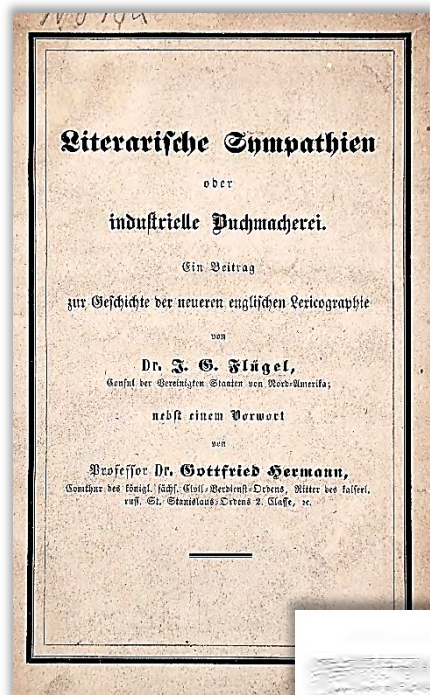 Literarische Sympathien
oder
industrielle Buchmacherei.
Ein Beitrag
zur Geschichte der neueren englischen Lexicographie
von
Dr. J. G. Flügel,
Consul der Vereinigten Staaten von Nord-Amerika;
nebst einem Vorwort
von
Professor Dr. Gottfried Hermann,
Comthur des königl. sächs. Civil-Verdienst-Ordens, Ritter des kaiserl.
russ. St. Stanislaus-Ordens 2. Classe, ꝛc.